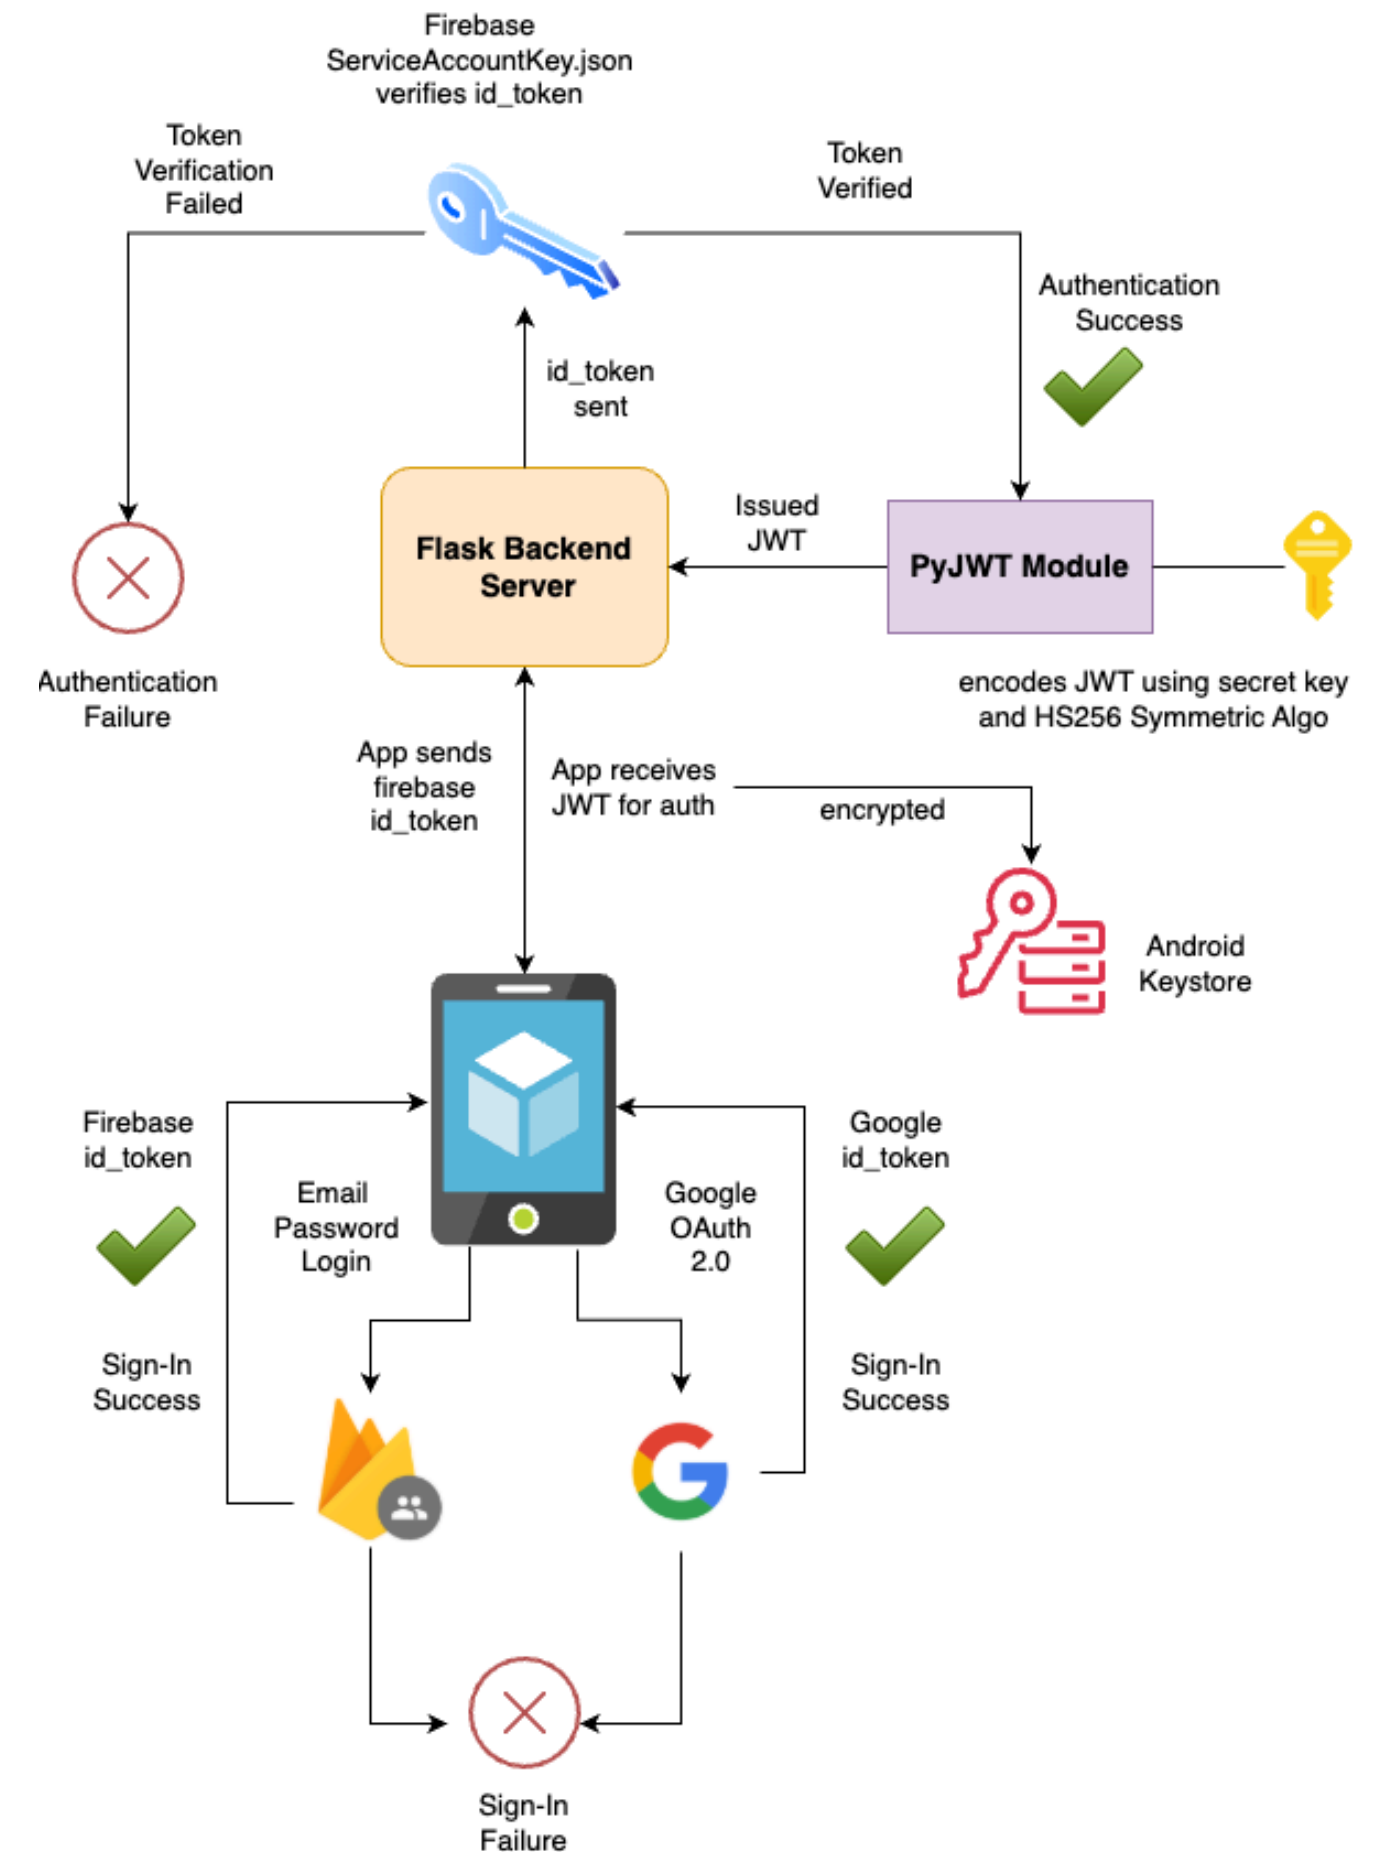 Firebase
ServiceAccountKey.json
verifies id_token
Token
Verification
Failed
Token
Verified
Authentication
Success
id_token
sent
Flask Backend
Server
Issued
JWT
PyJWT Module
Authentication
Failure
encodes JWT using secret key
and HS256 Symmetric Algo
App sends
firebase
id_token
App receives
JWT for auth
encrypted
Android
Keystore
Firebase
id_token
Email
Password
Login
Google
OAuth
2.0
Google
id_token
Sign-In
Success
Sign-In
Success
Sign-In
Failure